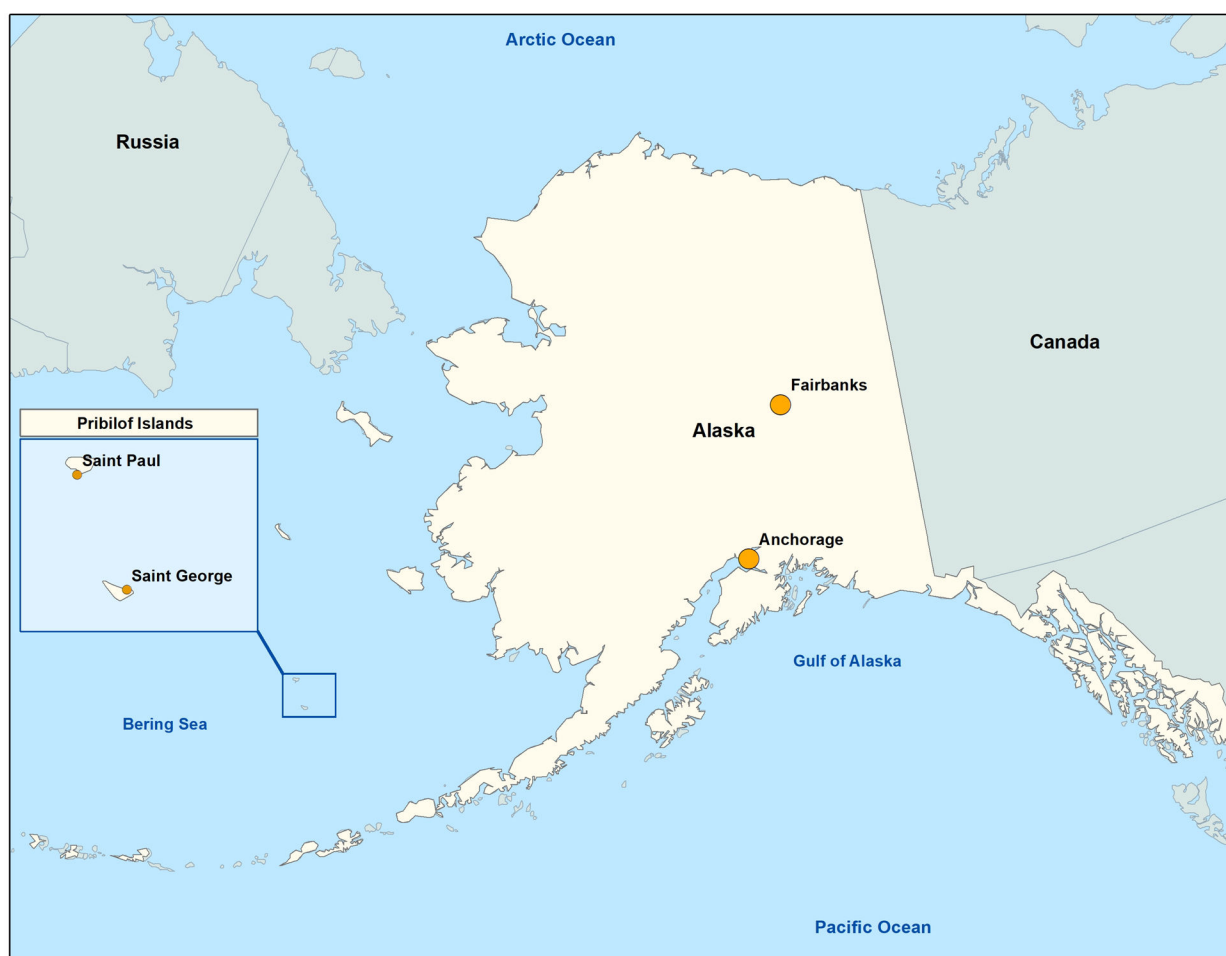 Arctic Ocean
Russia
Canada
Fairbanks
Alaska
Pribilof Islands
Saint Paul
Anchorage
Saint George
Gulf of Alaska
Bering Sea
Pacific Ocean